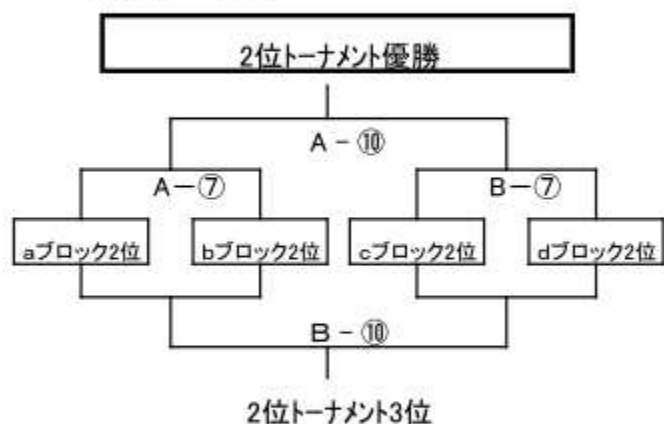 2位トーナメント優勝
A－⑩
A－⑦ B－⑦
aブロック2位 bブロック2位 cブロック2位 dブロック2位
B－⑩
2位トーナメント3位